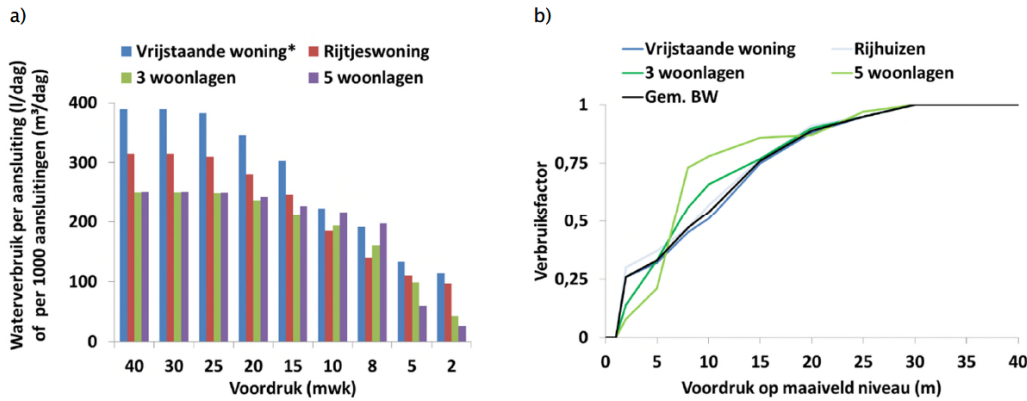 a)
Vrijstaande woning*
Rijtjeswoning
3 woonlagen
5 woonlagen
Waterverbruik per aansluiting (l/dag)
of per 1000 aansluitingen (m³/dag)
400
300
200
100
0
40 30 25 20 15 10 8 5 2
Voordruk (mwk)
b)
Vrijstaande woning
Rijhuizen
3 woonlagen
5 woonlagen
Gem. BW
Verbruiksfactor
1
0,75
0,5
0,25
0
0 5 10 15 20 25 30 35 40
Voordruk op maaiveld niveau (m)